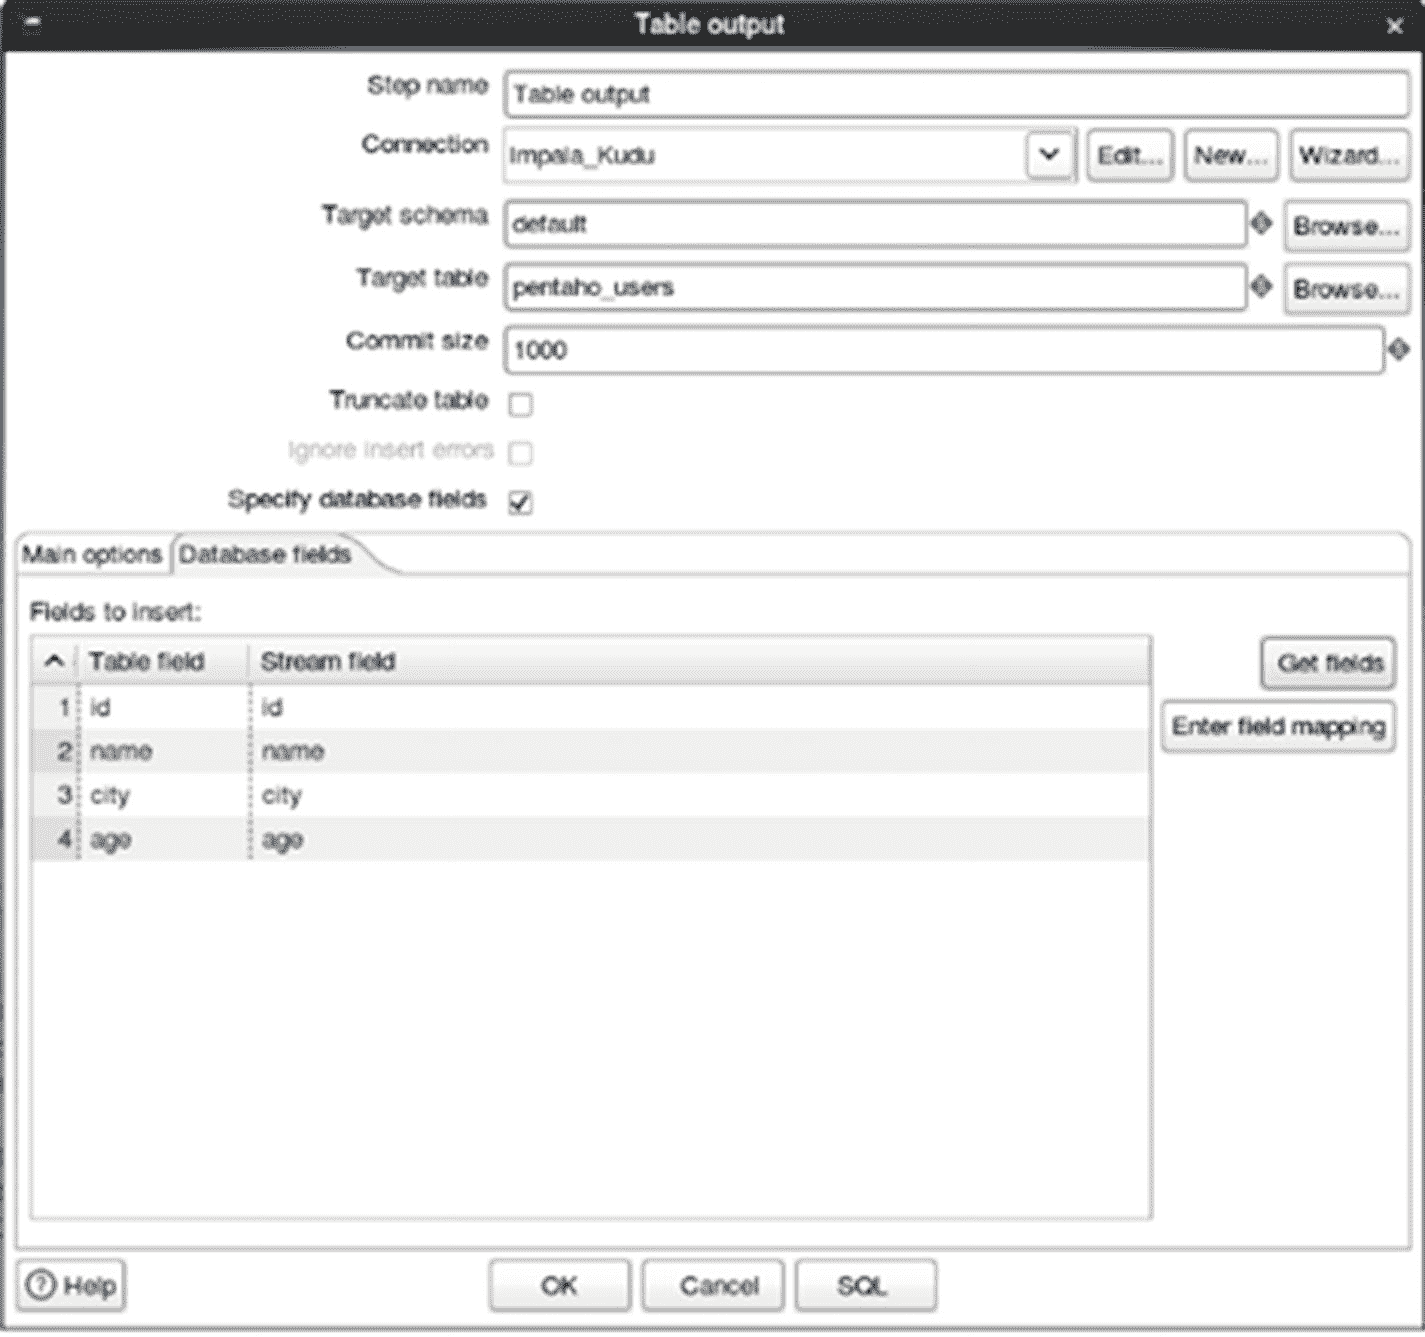 Table output
Step name Table output
Connection Impala_Kudu Edit... New... Wizard...
Target schema default Browse...
Target table pentaho_users Browse...
Commit size 1000
Truncate table
Ignore insert errors
Specify database fields
Main options Database fields
Fields to insert:
Table field Stream field Get fields
1 id id
Enter field mapping
2 name name
3 city city
4 age age
Help OK Cancel SQL